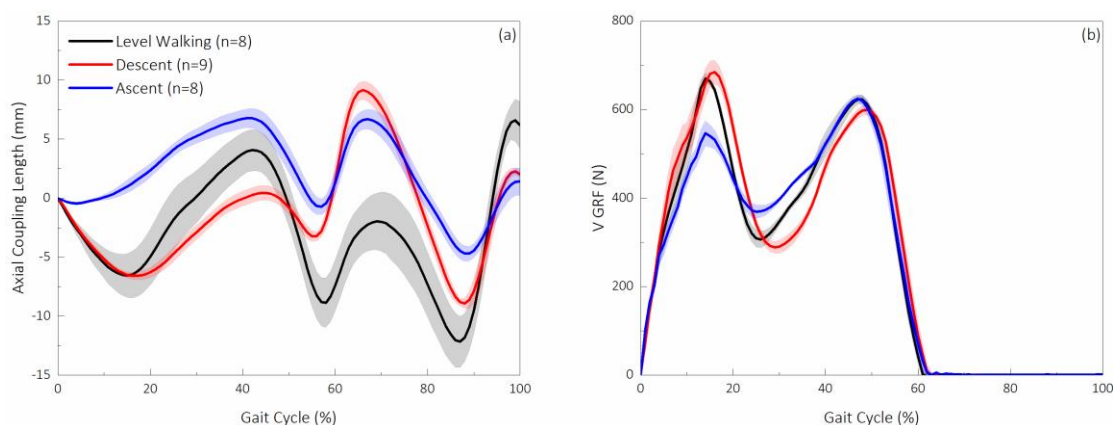 15
10
5
0
-5
-10
-15
Axial Coupling Length (mm)
Level Walking (n=8)
Descent (n=9)
Ascent (n=8)
(a)
0 20 40 60 80 100
Gait Cycle (%)
800
600
400
200
0
V GRF (N)
(b)
0 20 40 60 80 100
Gait Cycle (%)